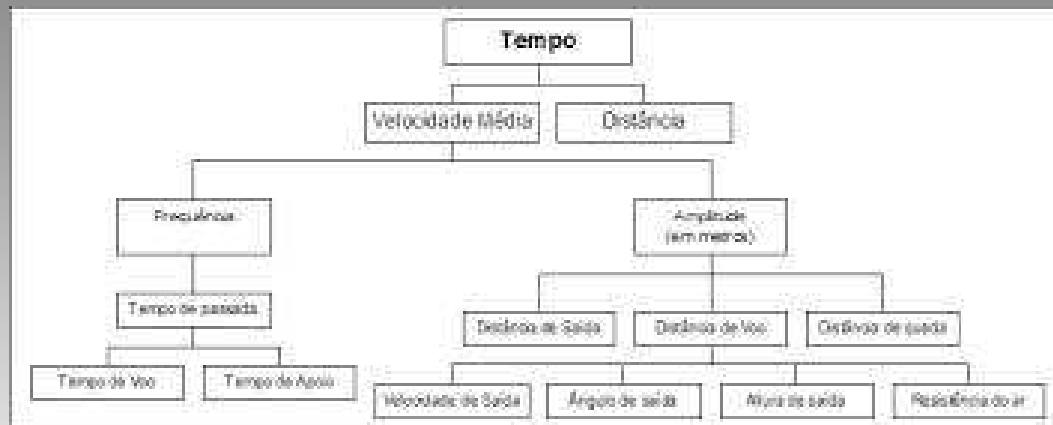 Tempo
Velocidade Média
Distância
Frequência
Amplitude
(em metros)
Tempo de passada
Distância de Saída
Distância de Voo
Distância de queda
Tempo de Voo
Tempo de Apoio
Velocidade de Saída
Ângulo de saída
Altura de saída
Resistência do ar